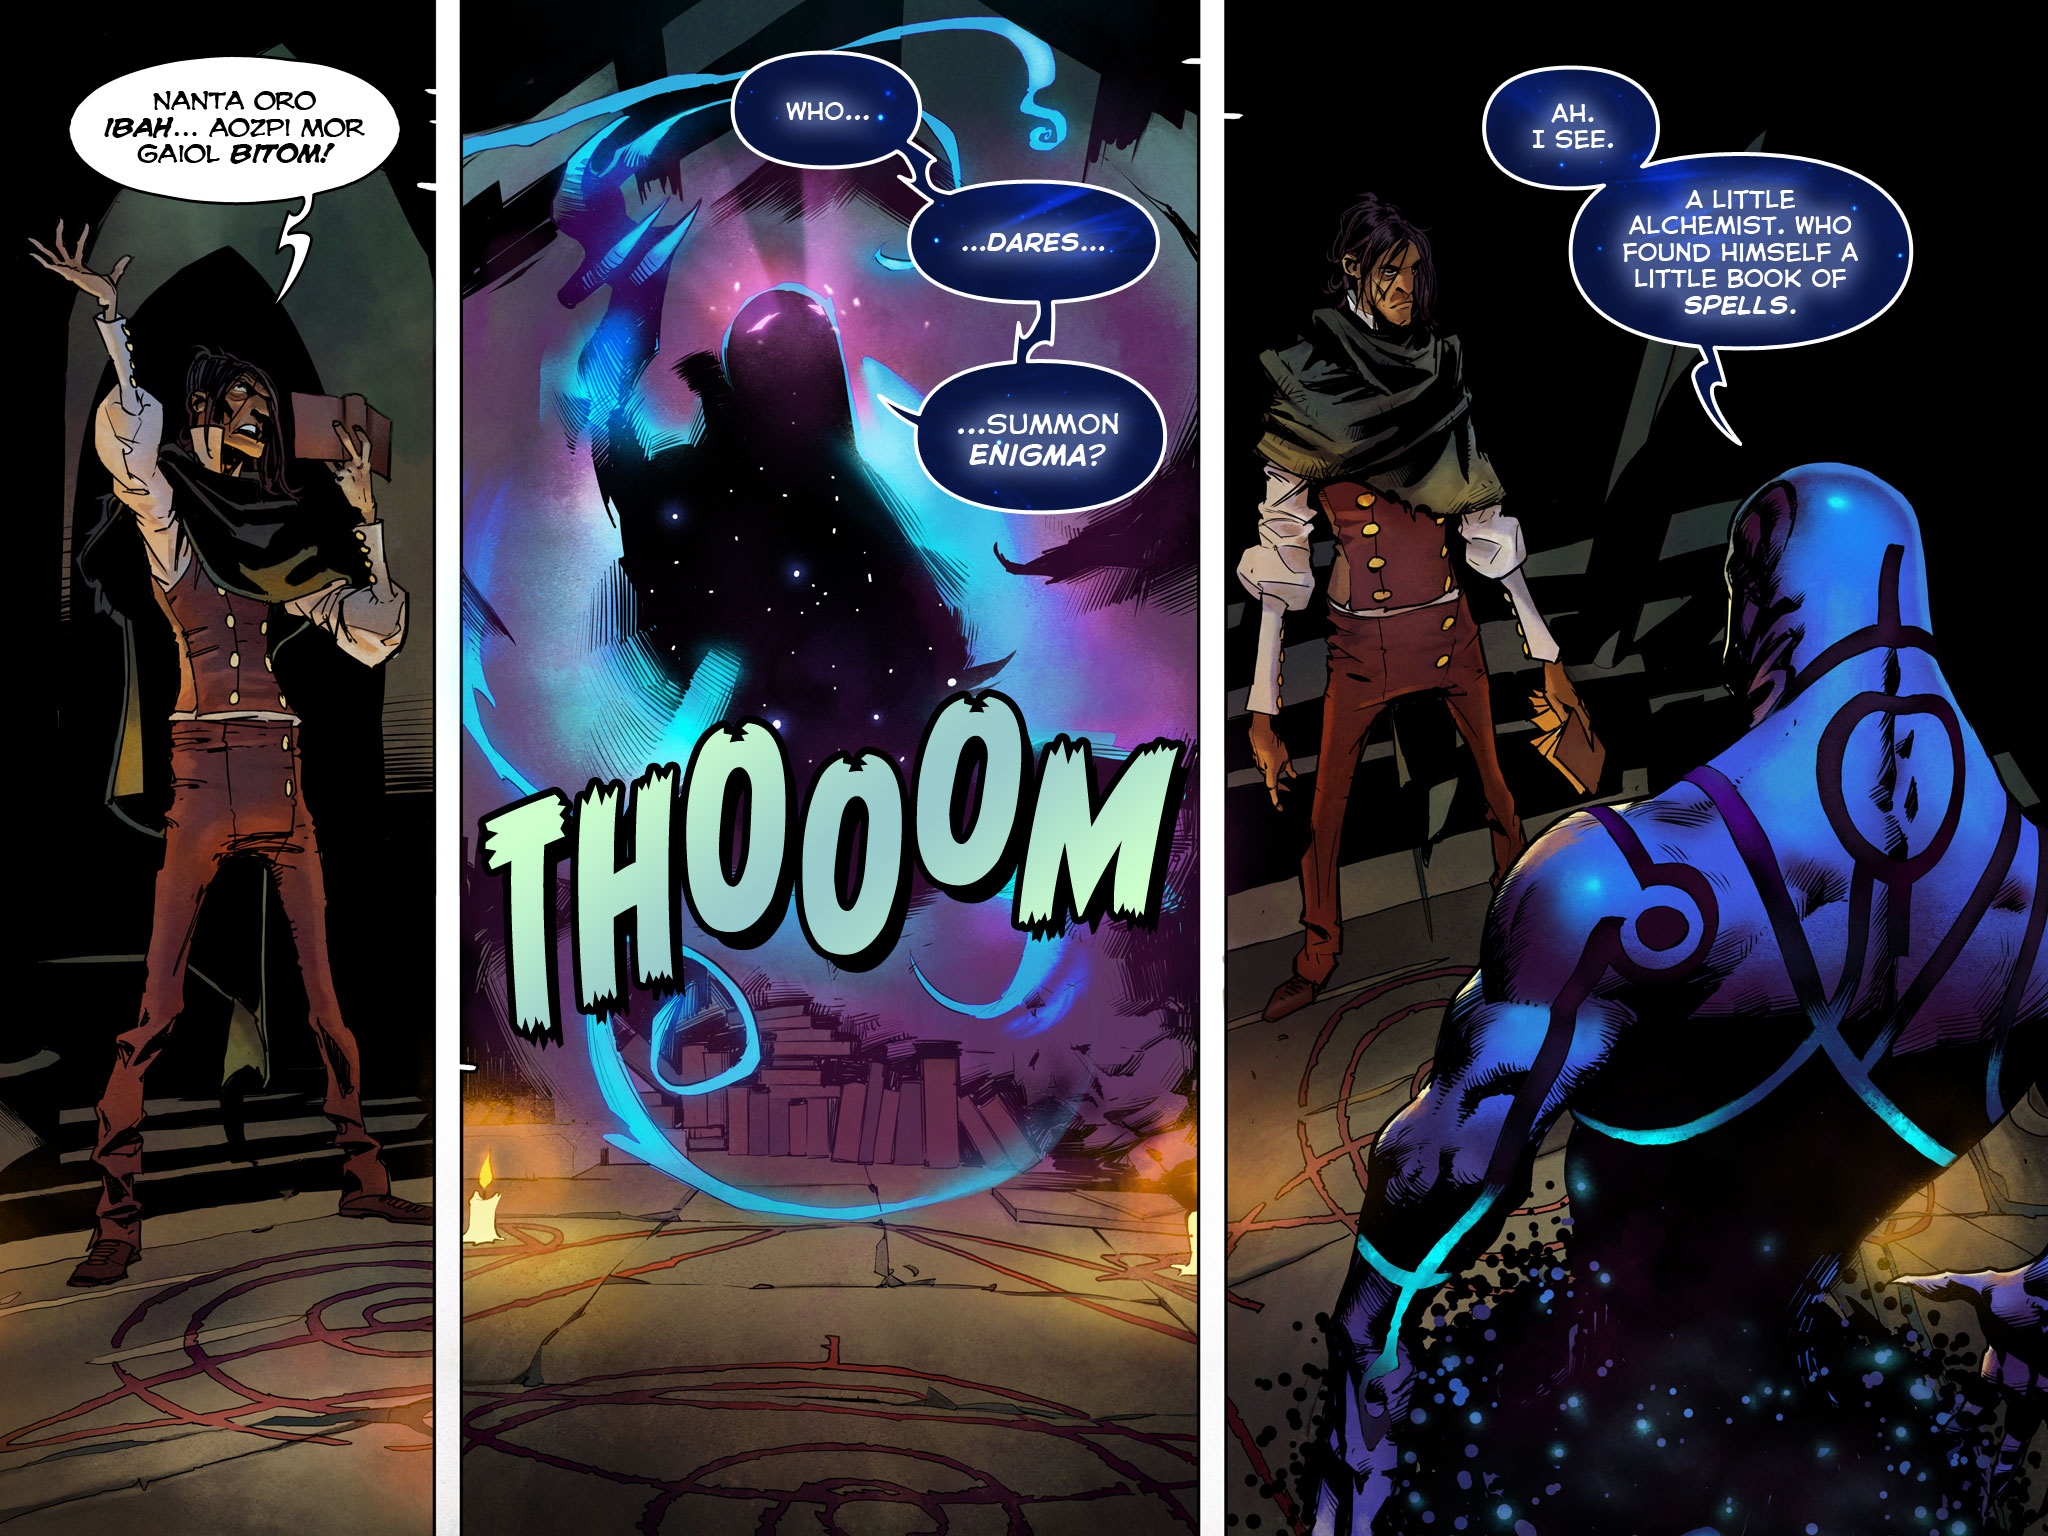 NANTA ORO
IBAH... AOZPI MOR
GAIOL BITOM!
WHO...
...DARES...
...SUMMON
ENIGMA?
THOOOM
AH.
I SEE.
A LITTLE
ALCHEMIST. WHO
FOUND HIMSELF A
LITTLE BOOK OF
SPELLS.